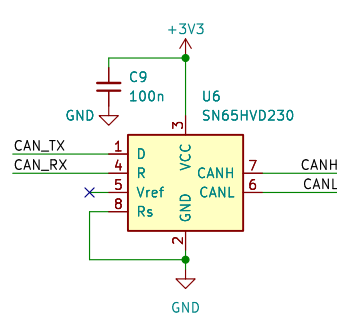 +3V3
C9
100n
GND
U6
SN65HVD230
3
VCC
CAN_TX 1 D
CAN_RX 4 R
5 Vref
8 Rs
CANH 7 CANH
CANL 6 CANL
GND
2
GND